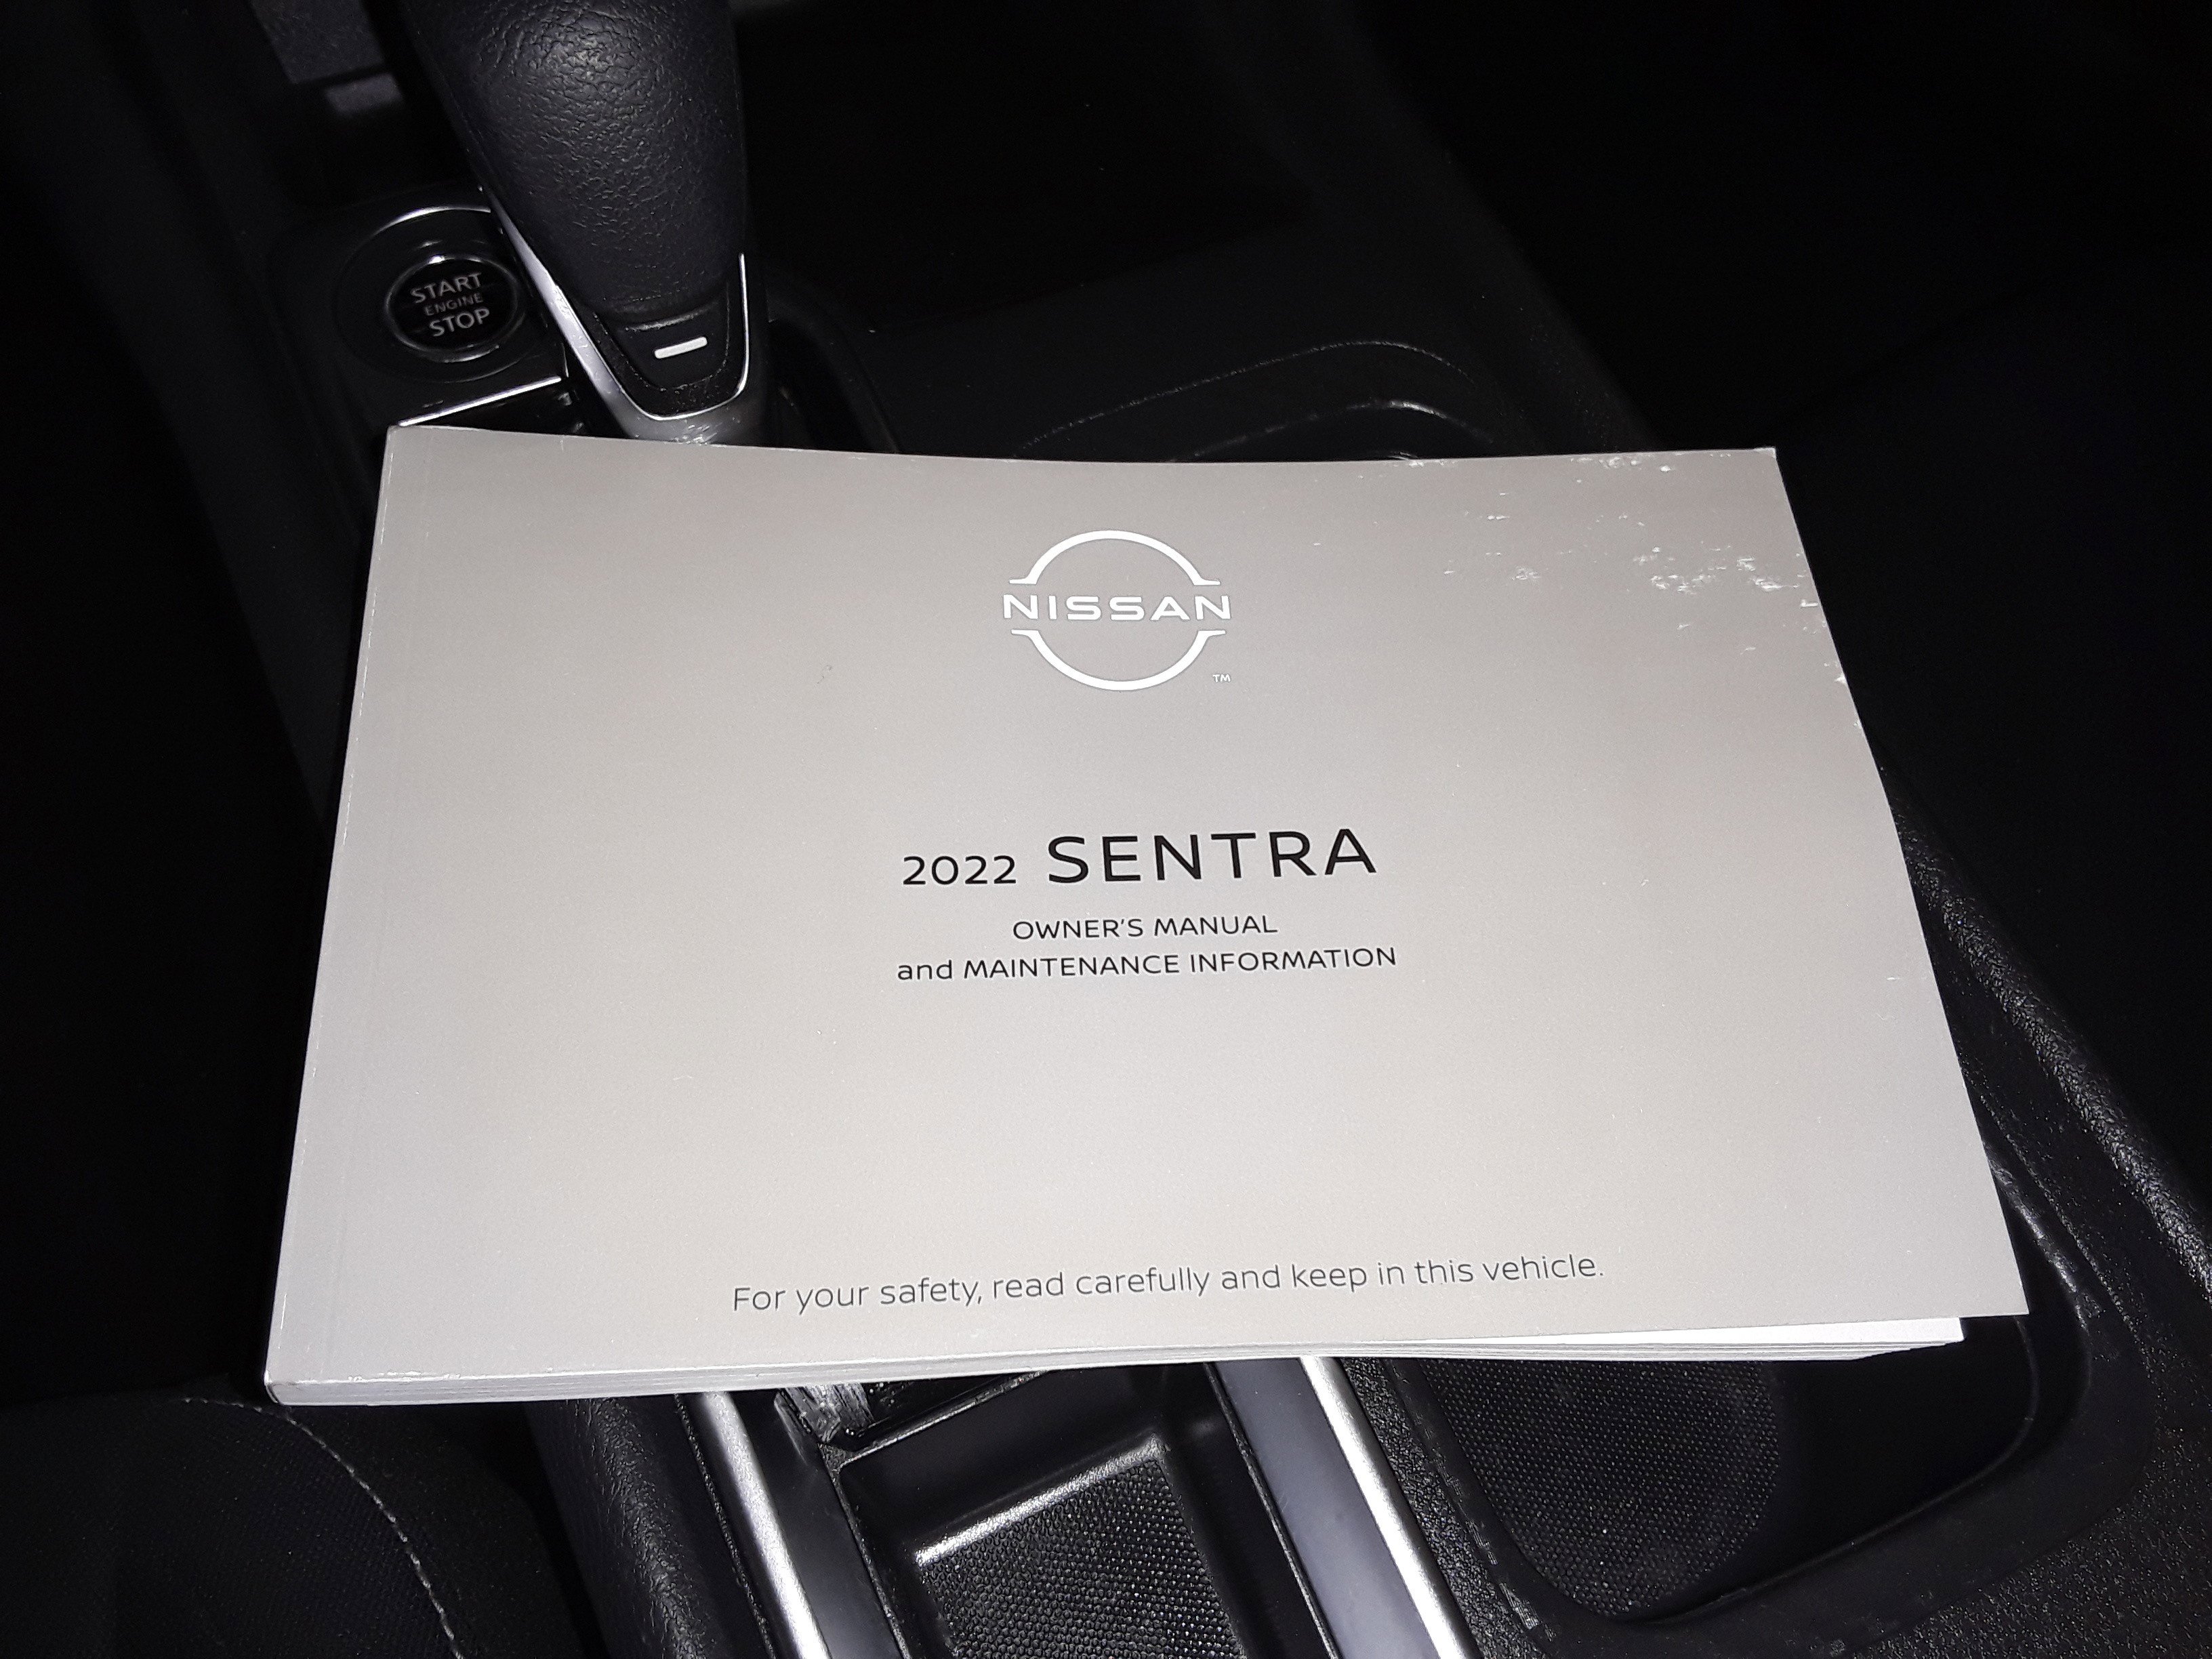 START
ENGINE
STOP
NISSAN
TM
2022 SENTRA
OWNER'S MANUAL
and MAINTENANCE INFORMATION
For your safety, read carefully and keep in this vehicle.